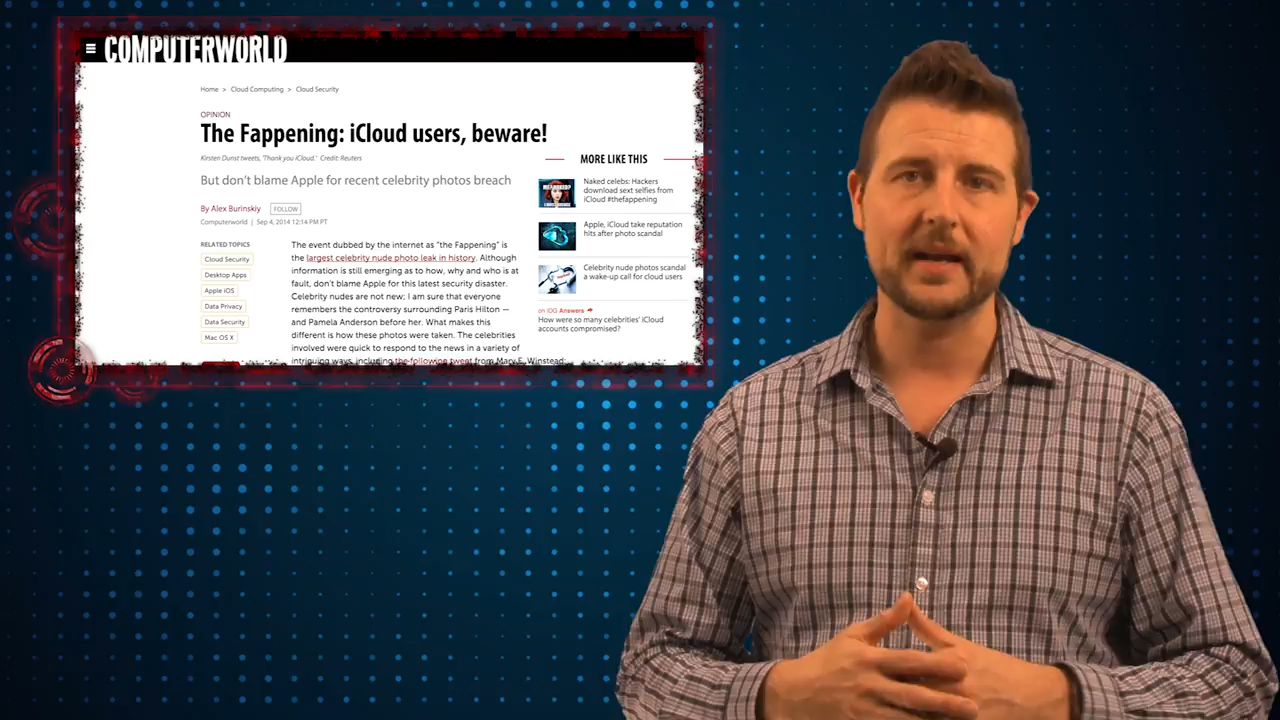 COMPUTERWORLD
Home > Cloud Computing > Cloud Security
OPINION
The Fappening: iCloud users, beware!
Kirsten Dunst tweets, 'Thank you iCloud.' Credit: Reuters
But don't blame Apple for recent celebrity photos breach
By Alex Burinskiy FOLLOW
Computerworld | Sep 4, 2014 12:14 PM PT
RELATED TOPICS
Cloud Security
Desktop Apps
Apple iOS
Data Privacy
Data Security
Mac OS X
The event dubbed by the internet as "the Fappening" is
the largest celebrity nude photo leak in history. Although
information is still emerging as to how, why and who is at
fault, don't blame Apple for this latest security disaster.
Celebrity nudes are not new; I am sure that everyone
remembers the controversy surrounding Paris Hilton —
and Pamela Anderson before her. What makes this
different is how these photos were taken. The celebrities
involved were quick to respond to the news in a variety of
intriguing ways, including the following tweet from Mary E. Winstead:
MORE LIKE THIS
Naked celebs: Hackers
download sext selfies from
iCloud #thefappening
Apple, iCloud take reputation
hits after photo scandal
Celebrity nude photos scandal
a wake-up call for cloud users
on IDG Answers
How were so many celebrities' iCloud
accounts compromised?